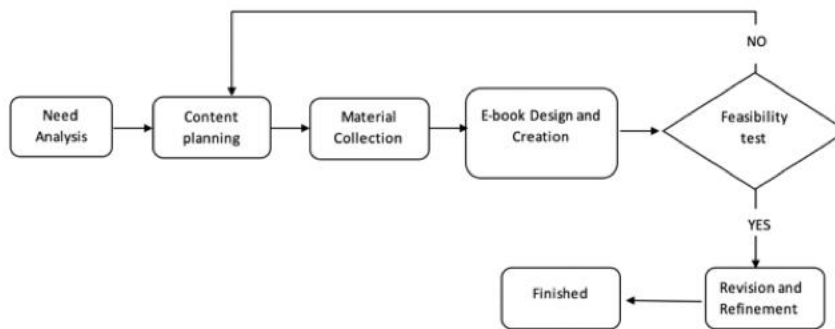 NO
Need
Analysis
Content
planning
Material
Collection
E-book Design and
Creation
Feasibility
test
YES
Finished
Revision and
Refinement